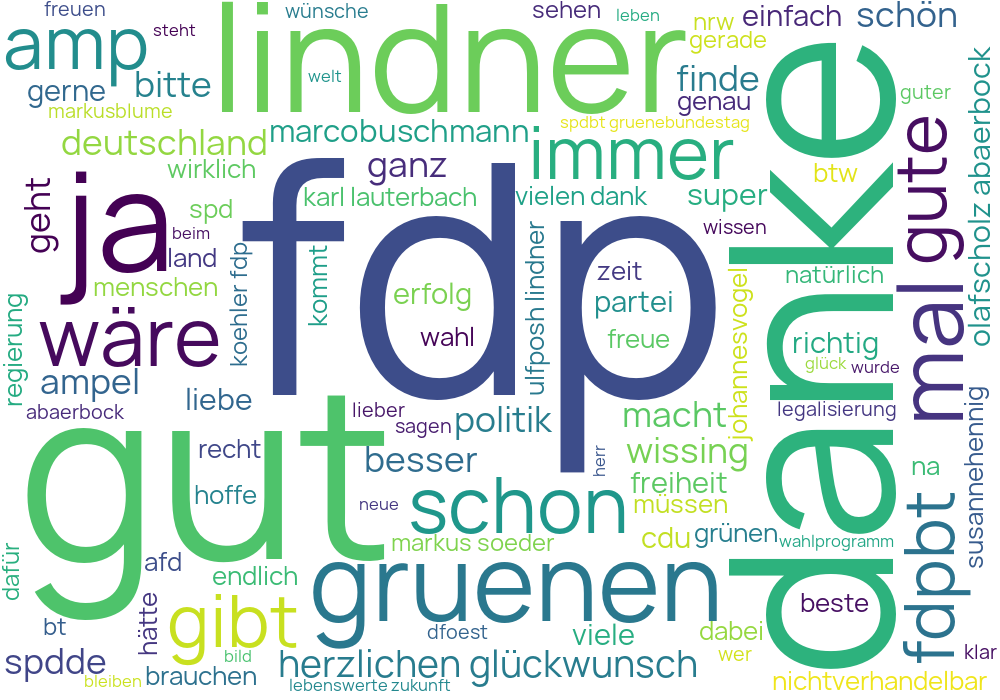 freuen
wünsche
sehen
leben
nrw
einfach
schön
steht
lindner
amp
welt
gerade
bitte
finde
gerne
genau
guter
markusblume
spdbt gruenebundestag
marcobuschmann
deutschland
immer
danke
olafscholz abaerbock
wirklich
ganz
btw
gute
geht
ja
fdp
karl lauterbach
vielen dank
super
spd
beim
wissen
land
koehler fdp
kommt
ulfposh lindner
zeit
natürlich
menschen
erfolg
partei
johannesvogel
mal
regierung
wäre
wahl
freue
richtig
glück
wurde
ampel
abaerbock
liebe
lieber
sagen
politik
macht
legalisierung
gut
recht
besser
herr
wissing
susannehennig
na
hoffe
neue
schon
freiheit
müssen
fdpbt
markus soeder
cdu
grünen
wahlprogramm
dafür
afd
endlich
gruenen
hätte
gibt
beste
bt
dfoest
viele
dabei
wer
klar
spdde
bild
brauchen
herzlichen glückwunsch
bleiben
lebenswerte zukunft
nichtverhandelbar